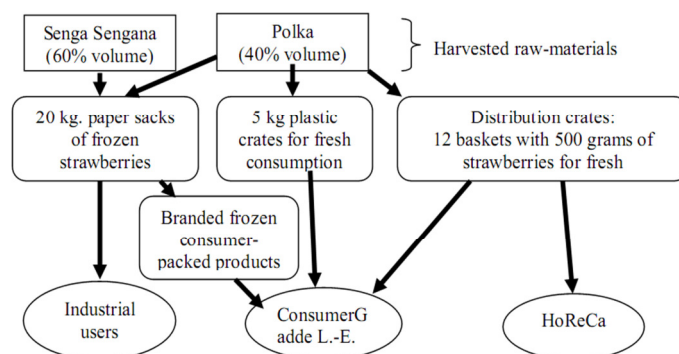 Senga Sengana
(60% volume)
Polka
(40% volume)
Harvested raw-materials
20 kg. paper sacks
of frozen
strawberries
5 kg plastic
crates for fresh
consumption
Distribution crates:
12 baskets with 500 grams of
strawberries for fresh
Branded frozen
consumer-
packed products
Industrial
users
ConsumerG
adde L.-E.
HoReCa